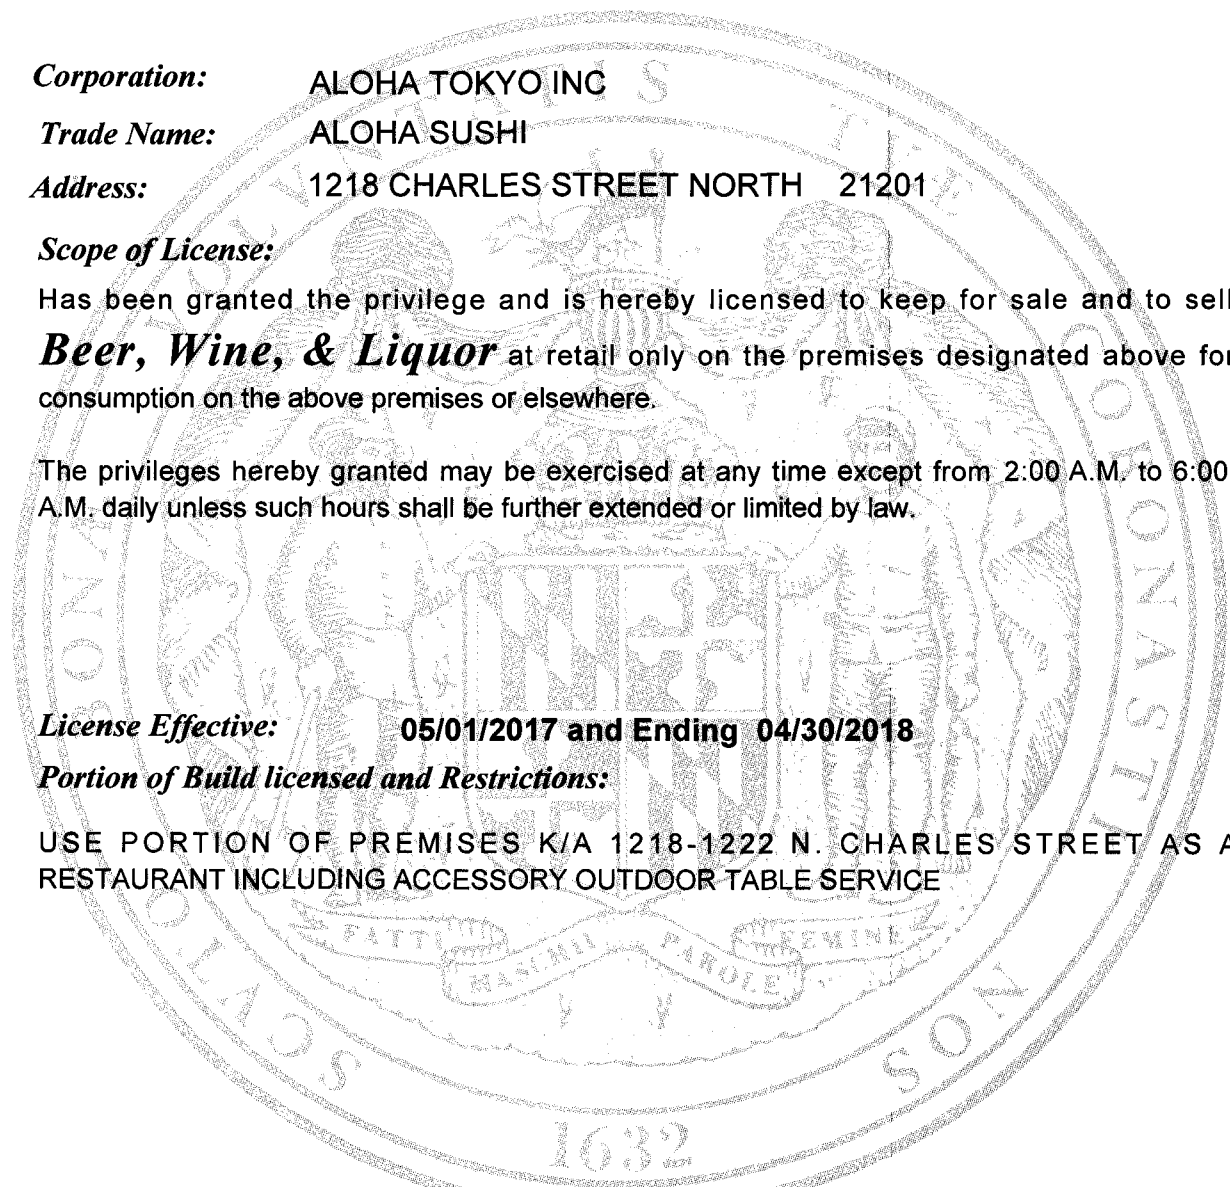 Corporation: ALOHA TOKYO INC
Trade Name: ALOHA SUSHI
Address: 1218 CHARLES STREET NORTH 21201
Scope of License:
Has been granted the privilege and is hereby licensed to keep for sale and to sell
Beer, Wine, & Liquor at retail only on the premises designated above for
consumption on the above premises or elsewhere.
The privileges hereby granted may be exercised at any time except from 2:00 A.M. to 6:00
A.M. daily unless such hours shall be further extended or limited by law.
License Effective: 05/01/2017 and Ending 04/30/2018
Portion of Build licensed and Restrictions:
USE PORTION OF PREMISES K/A 1218-1222 N. CHARLES STREET AS A
RESTAURANT INCLUDING ACCESSORY OUTDOOR TABLE SERVICE
SCVTO BONÆ VOLVNTATIS TVÆ CORONASTI NOS
FATTI MASCHII PAROLE FEMINE
1632